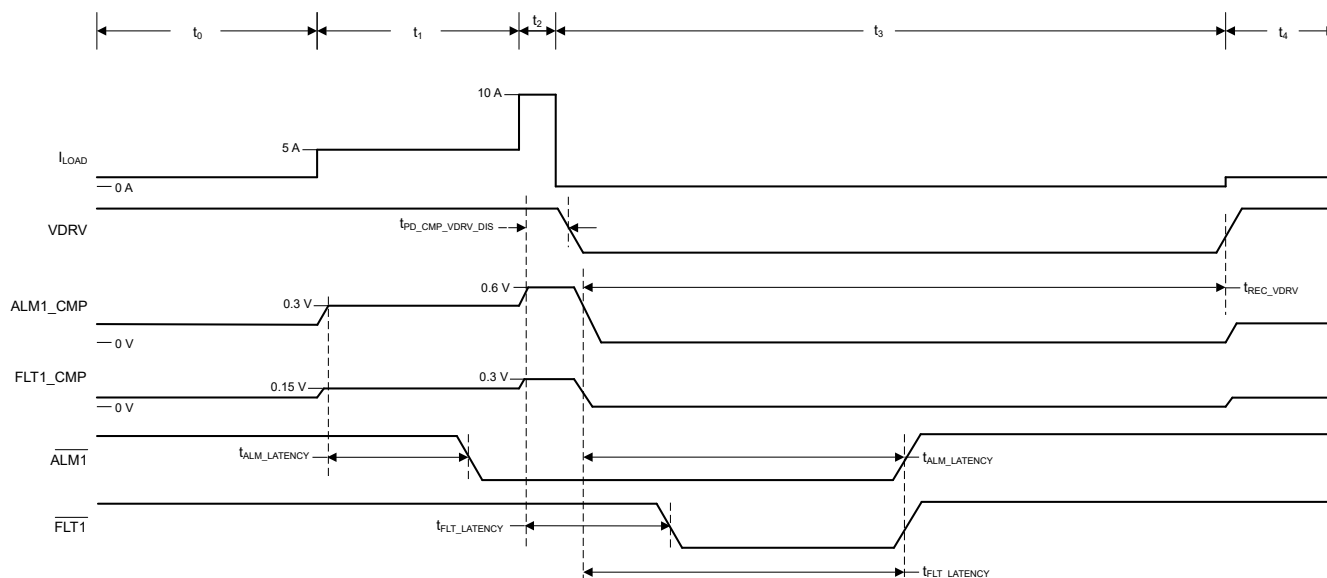 t0 t1 t2 t3 t4
10 A
5 A
ILOAD
0 A
VDRV
tPD_CMP_VDRV_DIS
0.6 V
ALM1_CMP
0.3 V
tREC_VDRV
0 V
FLT1_CMP
0.3 V
0.15 V
0 V
ALM1
tALM_LATENCY
tALM_LATENCY
FLT1
tFLT_LATENCY
tFLT_LATENCY